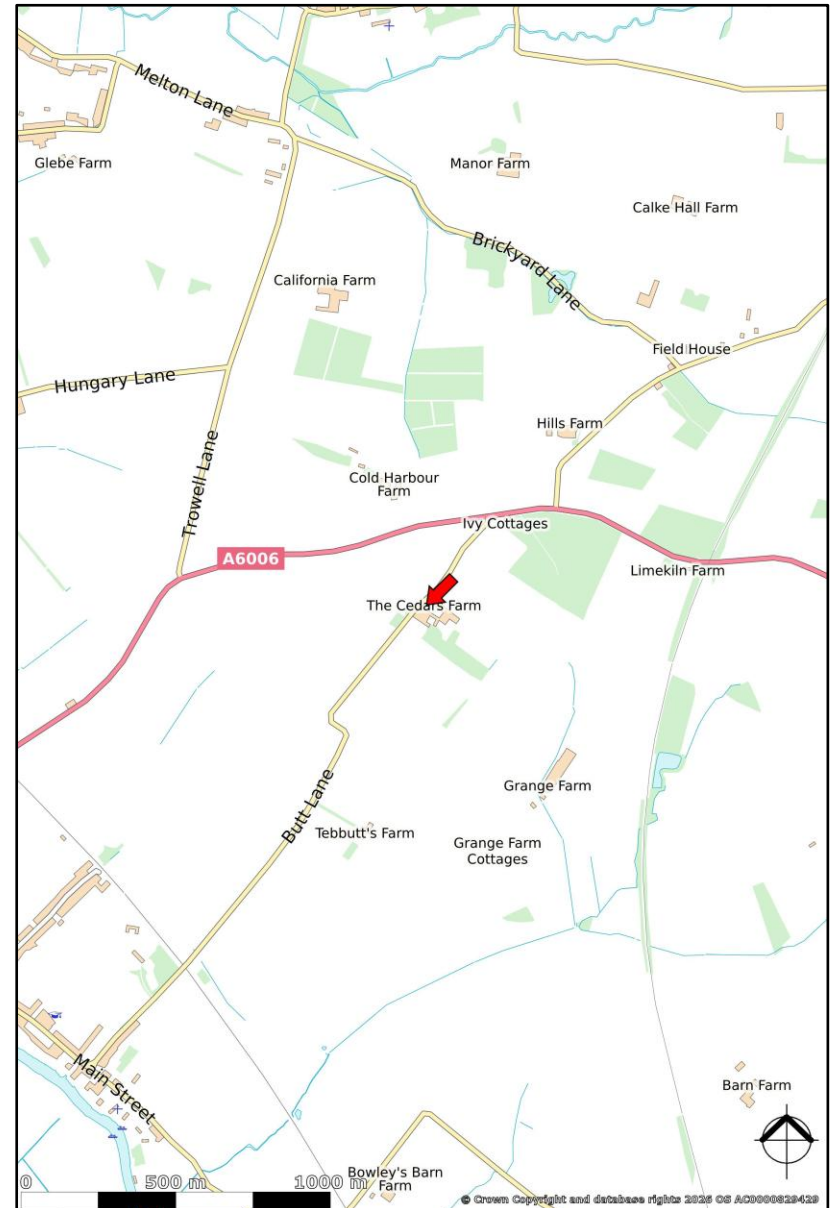 Melton Lane
Glebe Farm
Manor Farm
Calke Hall Farm
Brickyard Lane
California Farm
Field House
Hungary Lane
Hills Farm
Trowell Lane
Cold Harbour
Farm
Ivy Cottages
A6006
Limekiln Farm
The Cedars Farm
Grange Farm
Butt Lane
Tebbutt's Farm
Grange Farm
Cottages
Main Street
Barn Farm
Bowley's Barn
Farm
0 500 m 1000 m
© Crown Copyright and database rights 2026 OS AC0000829429